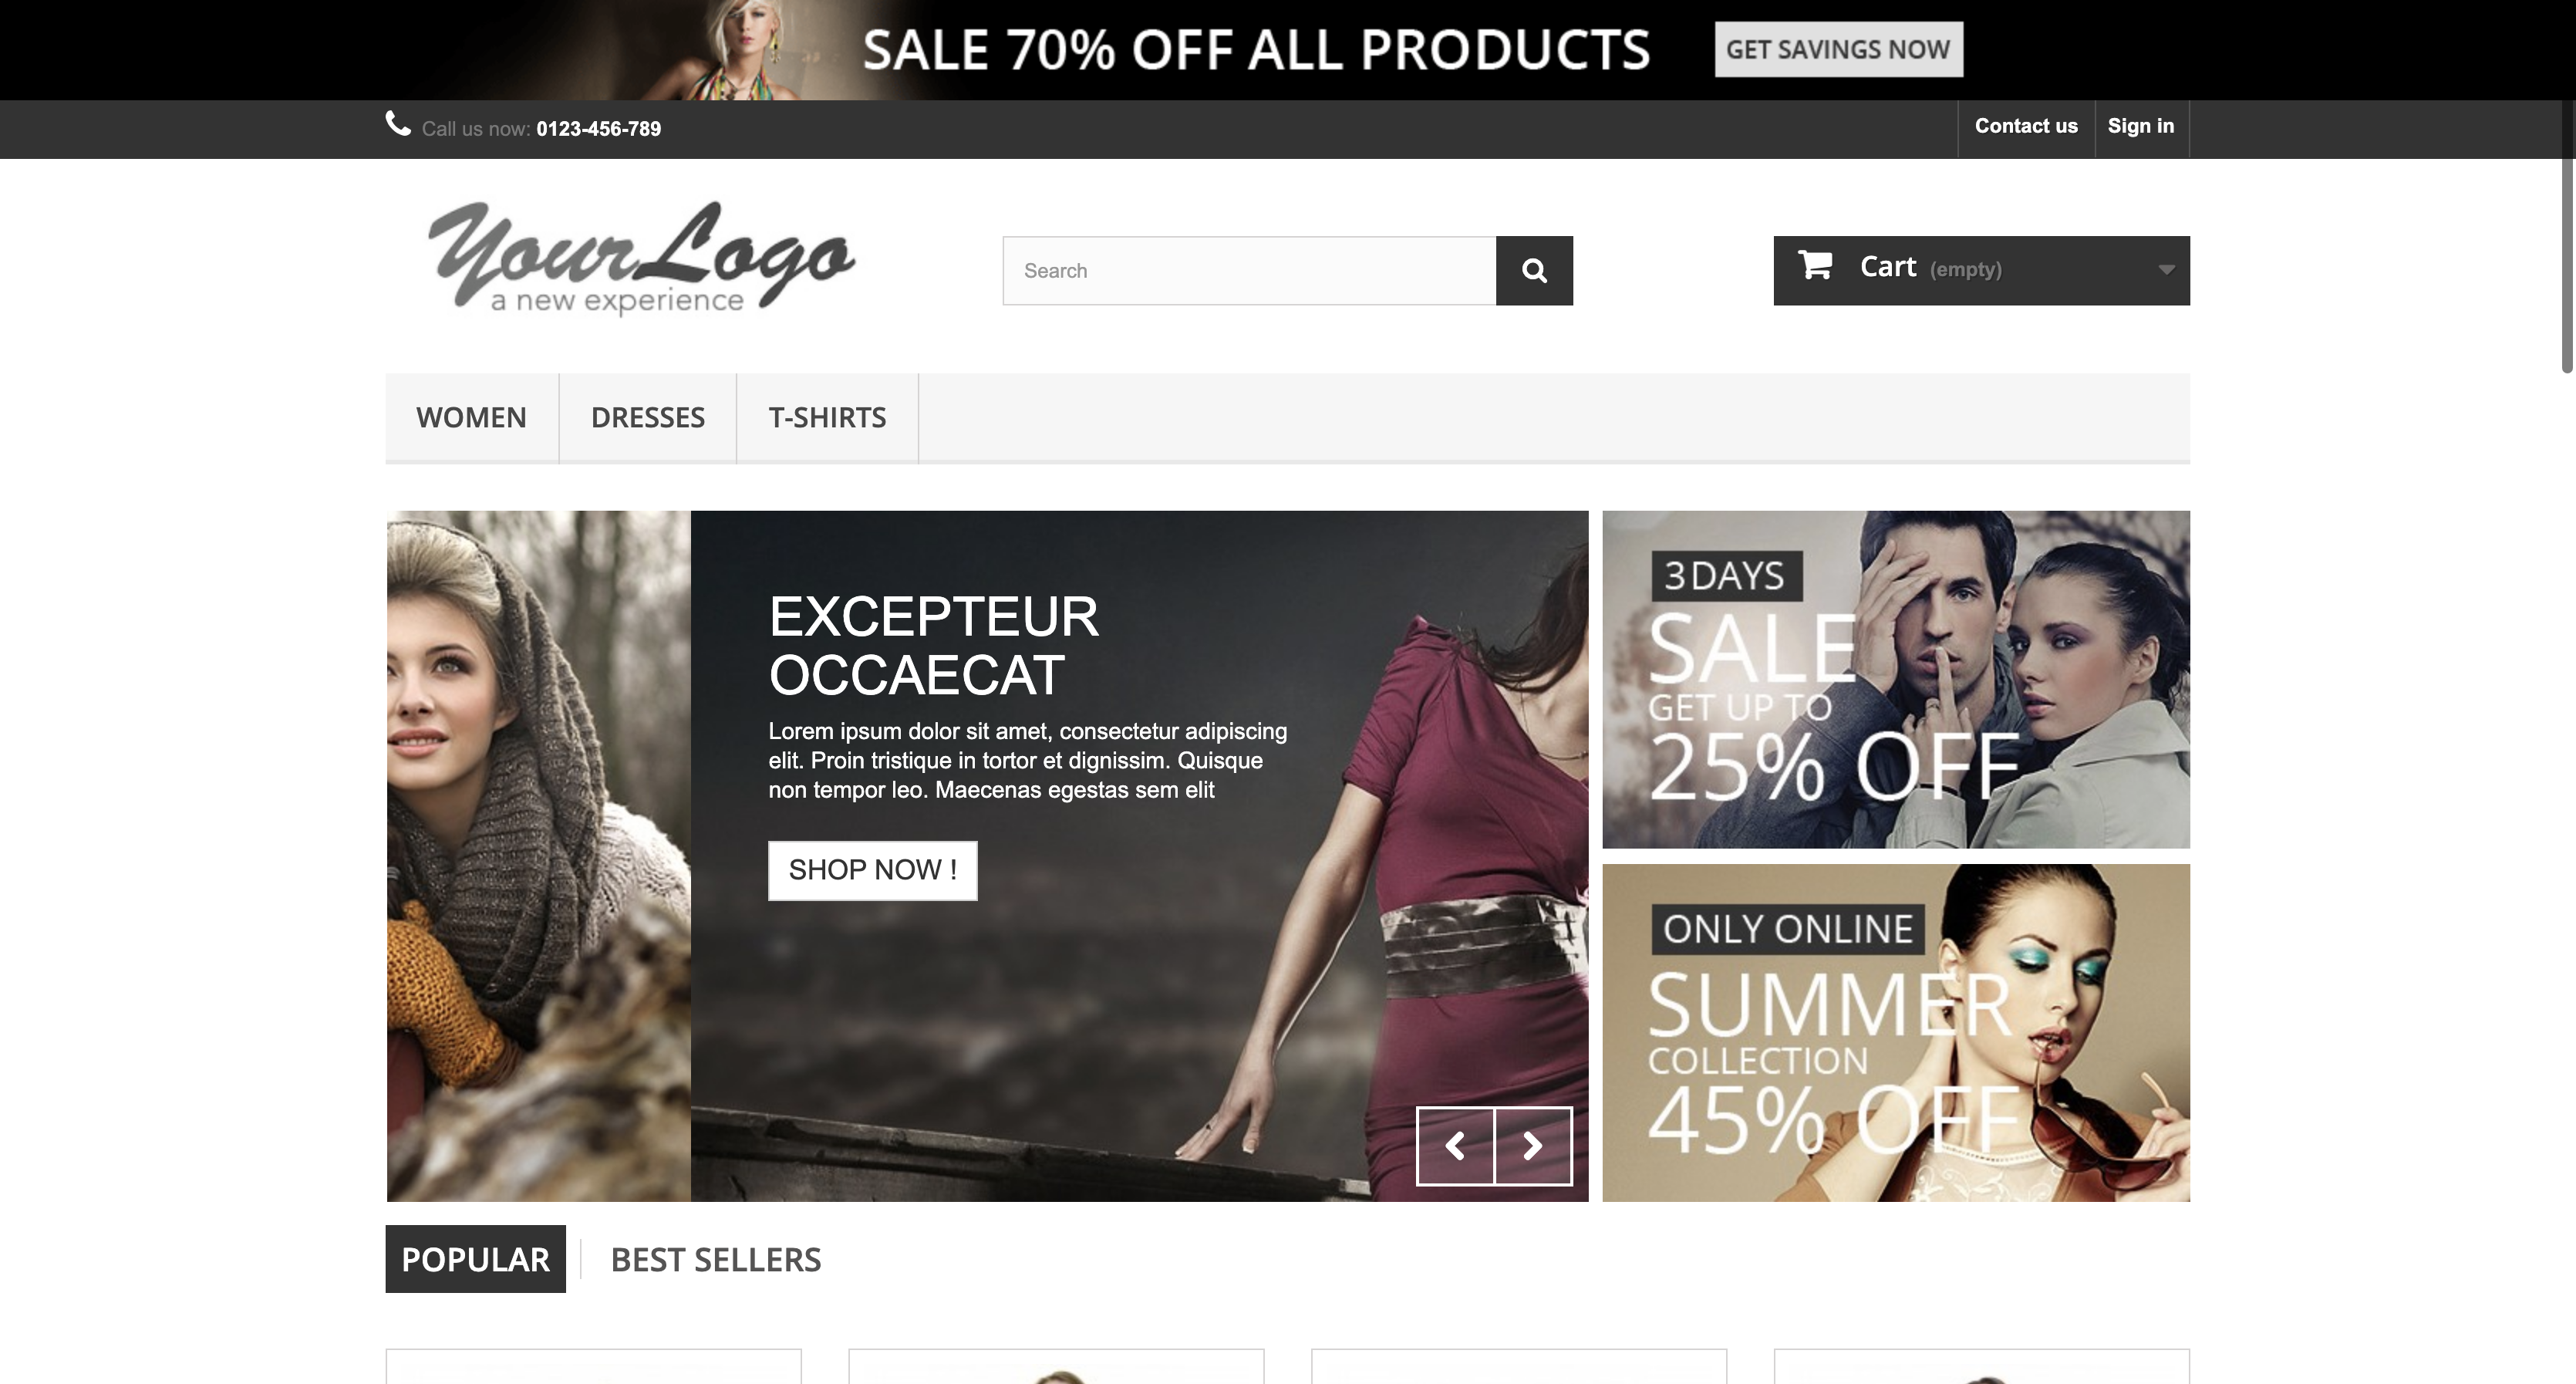 SALE 70% OFF ALL PRODUCTS
GET SAVINGS NOW
Call us now: 0123-456-789
Contact us
Sign in
YourLogo
a new experience
Search
Cart (empty)
WOMEN
DRESSES
T-SHIRTS
EXCEPTEUR
OCCAECAT
Lorem ipsum dolor sit amet, consectetur adipiscing
elit. Proin tristique in tortor et dignissim. Quisque
non tempor leo. Maecenas egestas sem elit
SHOP NOW !
3 DAYS
SALE
GET UP TO
25% OFF
ONLY ONLINE
SUMMER
COLLECTION
45% OFF
POPULAR
BEST SELLERS